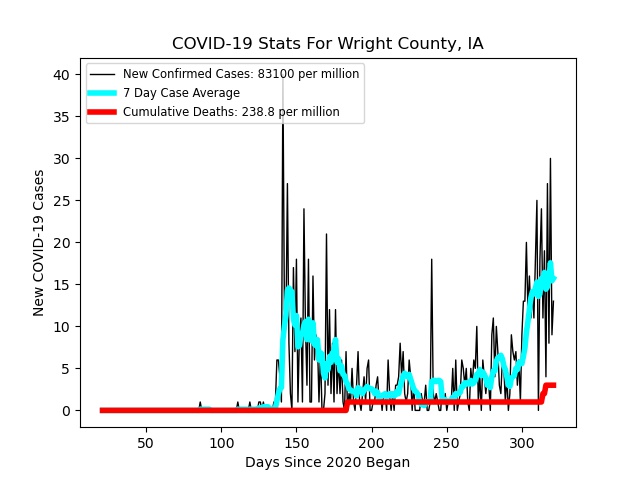 COVID-19 Stats For Wright County, IA
New Confirmed Cases: 83100 per million
7 Day Case Average
Cumulative Deaths: 238.8 per million
New COVID-19 Cases
40
35
30
25
20
15
10
5
0
50 100 150 200 250 300
Days Since 2020 Began